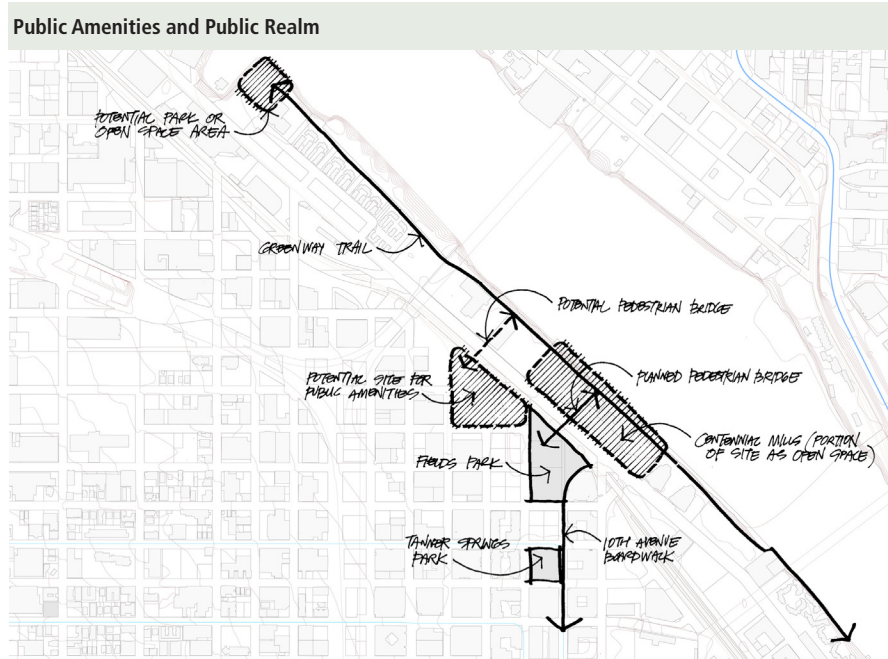 Public Amenities and Public Realm
POTENTIAL PARK OR
OPEN SPACE AREA
GREENWAY TRAIL
POTENTIAL PEDESTRIAN BRIDGE
POTENTIAL SITE FOR
PUBLIC AMENITIES
PLANNED PEDESTRIAN BRIDGE
CENTENNIAL MILLS (PORTION
OF SITE AS OPEN SPACE)
FIELDS PARK
TANNER SPRINGS
PARK
10TH AVENUE
BOARDWALK